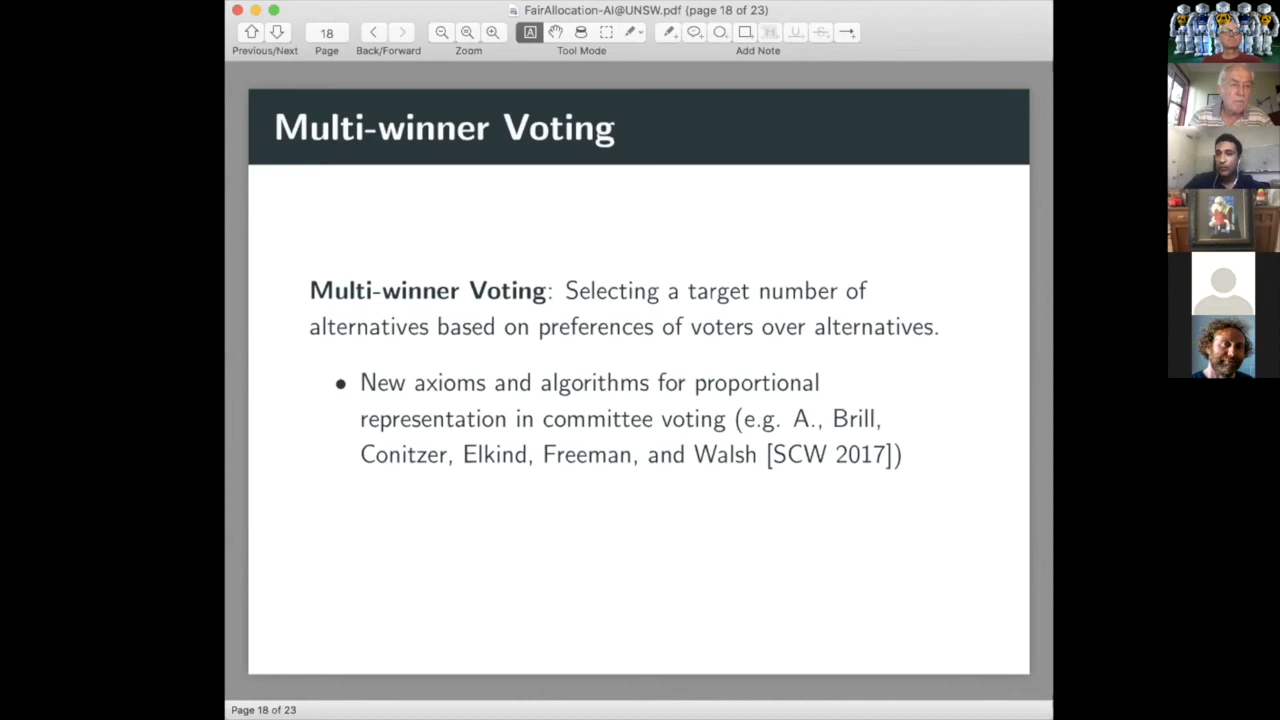 FairAllocation-AI@UNSW.pdf (page 18 of 23)
18
Previous/Next Page Back/Forward Zoom Tool Mode Add Note
Multi-winner Voting
Multi-winner Voting: Selecting a target number of
alternatives based on preferences of voters over alternatives.
• New axioms and algorithms for proportional
representation in committee voting (e.g. A., Brill,
Conitzer, Elkind, Freeman, and Walsh [SCW 2017])
Page 18 of 23